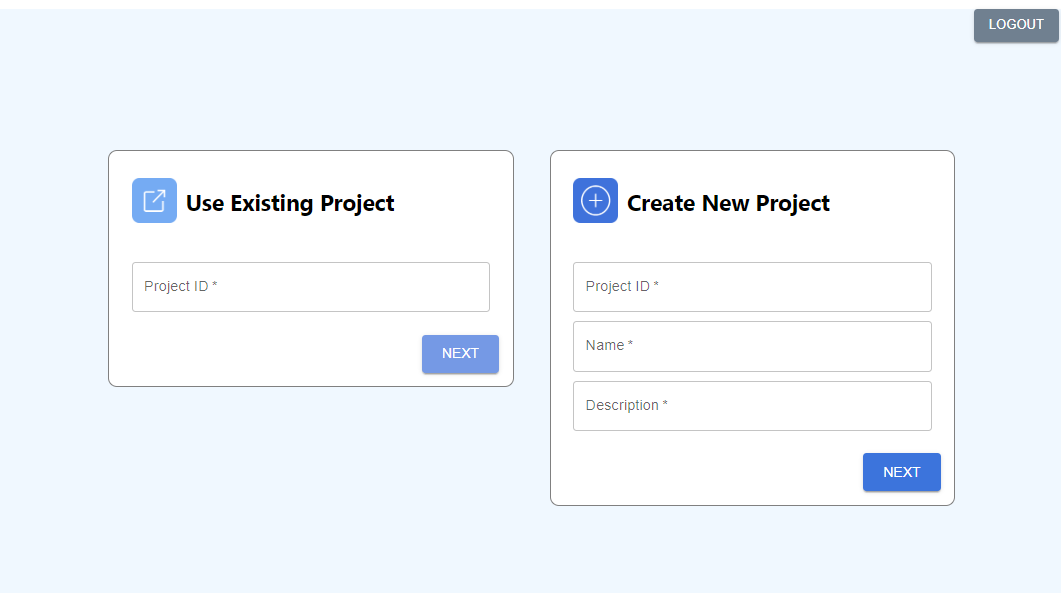 LOGOUT
Use Existing Project
Project ID *
NEXT
Create New Project
Project ID *
Name *
Description *
NEXT